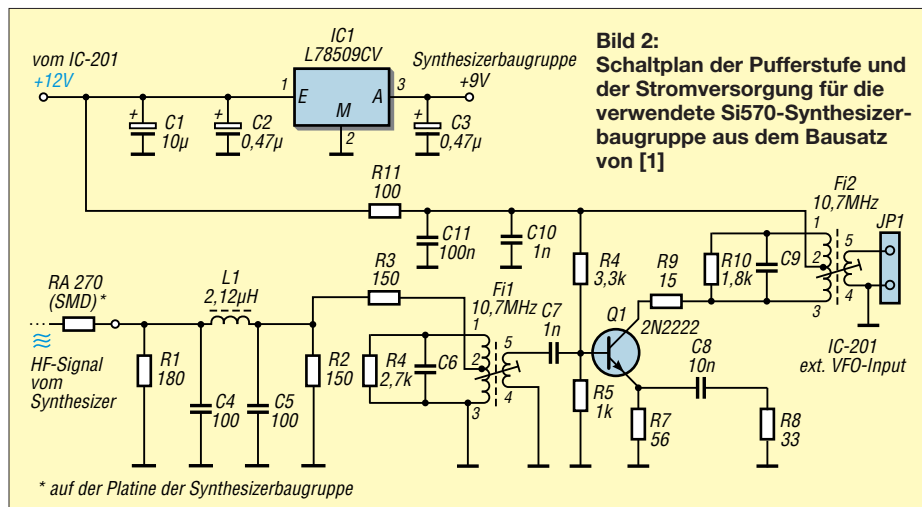 Bild 2:
Schaltplan der Pufferstufe und
der Stromversorgung für die
verwendete Si570-Synthesizer-
baugruppe aus dem Bausatz
von [1]
vom IC-201
+12V
IC1
L78509CV
1
E
M
A
3
2
Synthesizerbaugruppe
+9V
+
C1
10µ
+
C2
0,47µ
+
C3
0,47µ
R11
100
C11
100n
C10
1n
R4
3,3k
Fi2
10,7MHz
1
2
3
5
4
JP1
R9
15
R10
1,8k
C9
IC-201
ext. VFO-Input
RA 270
(SMD) *
HF-Signal
vom
Synthesizer
R1
180
C4
100
L1
2,12µH
C5
100
R2
150
R3
150
R4
2,7k
C6
Fi1
10,7MHz
1
2
3
5
4
C7
1n
R5
1k
Q1
2N2222
C8
10n
R7
56
R8
33
* auf der Platine der Synthesizerbaugruppe